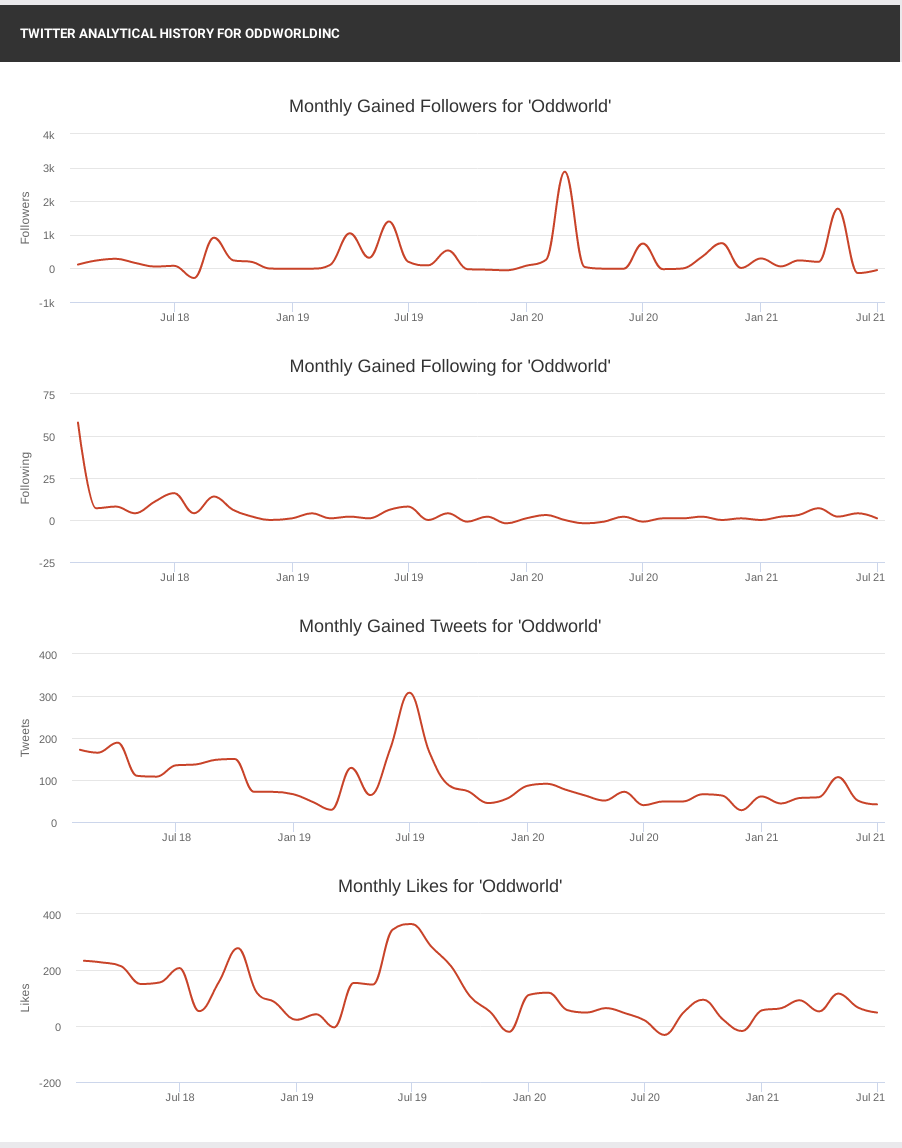 TWITTER ANALYTICAL HISTORY FOR ODDWORLDINC
Monthly Gained Followers for 'Oddworld'
4k
3k
2k
1k
0
-1k
Followers
Jul 18 Jan 19 Jul 19 Jan 20 Jul 20 Jan 21 Jul 21
Monthly Gained Following for 'Oddworld'
75
50
25
0
-25
Following
Jul 18 Jan 19 Jul 19 Jan 20 Jul 20 Jan 21 Jul 21
Monthly Gained Tweets for 'Oddworld'
400
300
200
100
0
Tweets
Jul 18 Jan 19 Jul 19 Jan 20 Jul 20 Jan 21 Jul 21
Monthly Likes for 'Oddworld'
400
200
0
-200
Likes
Jul 18 Jan 19 Jul 19 Jan 20 Jul 20 Jan 21 Jul 21